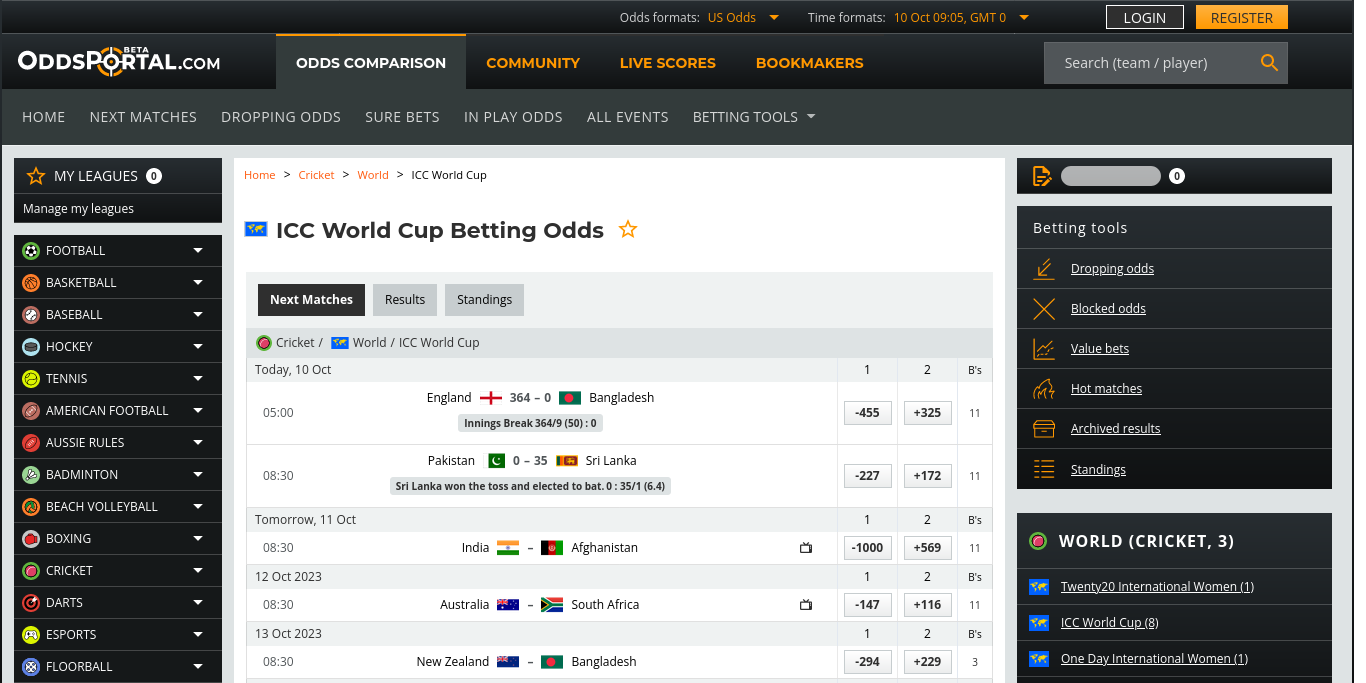 Odds formats: US Odds Time formats: 10 Oct 09:05, GMT 0 LOGIN REGISTER
ODDSPORTAL.COM BETA ODDS COMPARISON COMMUNITY LIVE SCORES BOOKMAKERS Search (team / player)
HOME NEXT MATCHES DROPPING ODDS SURE BETS IN PLAY ODDS ALL EVENTS BETTING TOOLS
MY LEAGUES 0
Manage my leagues
FOOTBALL
BASKETBALL
BASEBALL
HOCKEY
TENNIS
AMERICAN FOOTBALL
AUSSIE RULES
BADMINTON
BEACH VOLLEYBALL
BOXING
CRICKET
DARTS
ESPORTS
FLOORBALL
Home > Cricket > World > ICC World Cup
ICC World Cup Betting Odds
Next Matches Results Standings
Cricket / World / ICC World Cup
Today, 10 Oct 1 2 B's
England 364 – 0 Bangladesh
05:00 -455 +325 11
Innings Break 364/9 (50) : 0
Pakistan 0 – 35 Sri Lanka
08:30 -227 +172 11
Sri Lanka won the toss and elected to bat. 0 : 35/1 (6.4)
Tomorrow, 11 Oct 1 2 B's
08:30 India – Afghanistan -1000 +569 11
12 Oct 2023 1 2 B's
08:30 Australia – South Africa -147 +116 11
13 Oct 2023 1 2 B's
08:30 New Zealand – Bangladesh -294 +229 3
0
Betting tools
Dropping odds
Blocked odds
Value bets
Hot matches
Archived results
Standings
WORLD (CRICKET, 3)
Twenty20 International Women (1)
ICC World Cup (8)
One Day International Women (1)